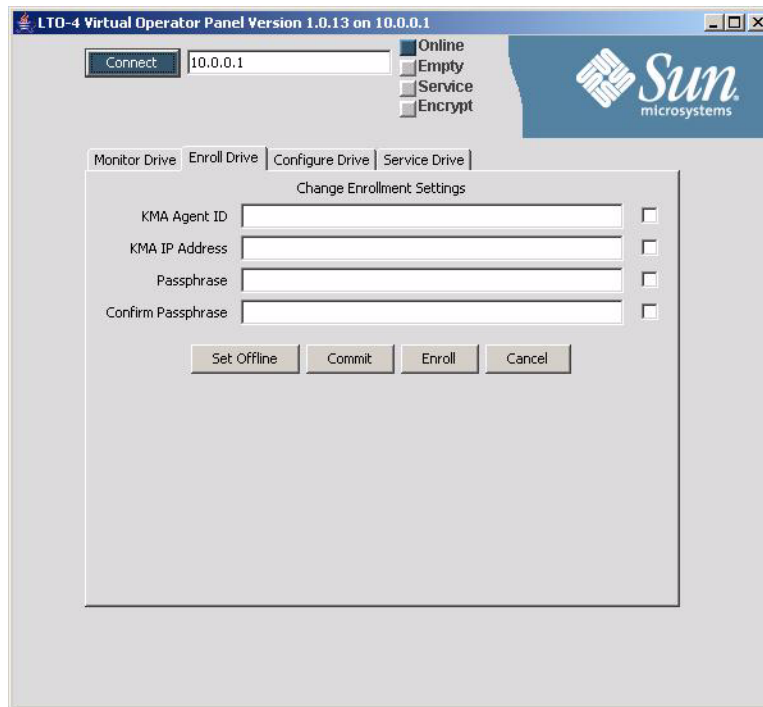 LTO-4 Virtual Operator Panel Version 1.0.13 on 10.0.0.1
Connect 10.0.0.1
Online
Empty
Service
Encrypt
Sun
microsystems
Monitor Drive Enroll Drive Configure Drive Service Drive
Change Enrollment Settings
KMA Agent ID
KMA IP Address
Passphrase
Confirm Passphrase
Set Offline Commit Enroll Cancel